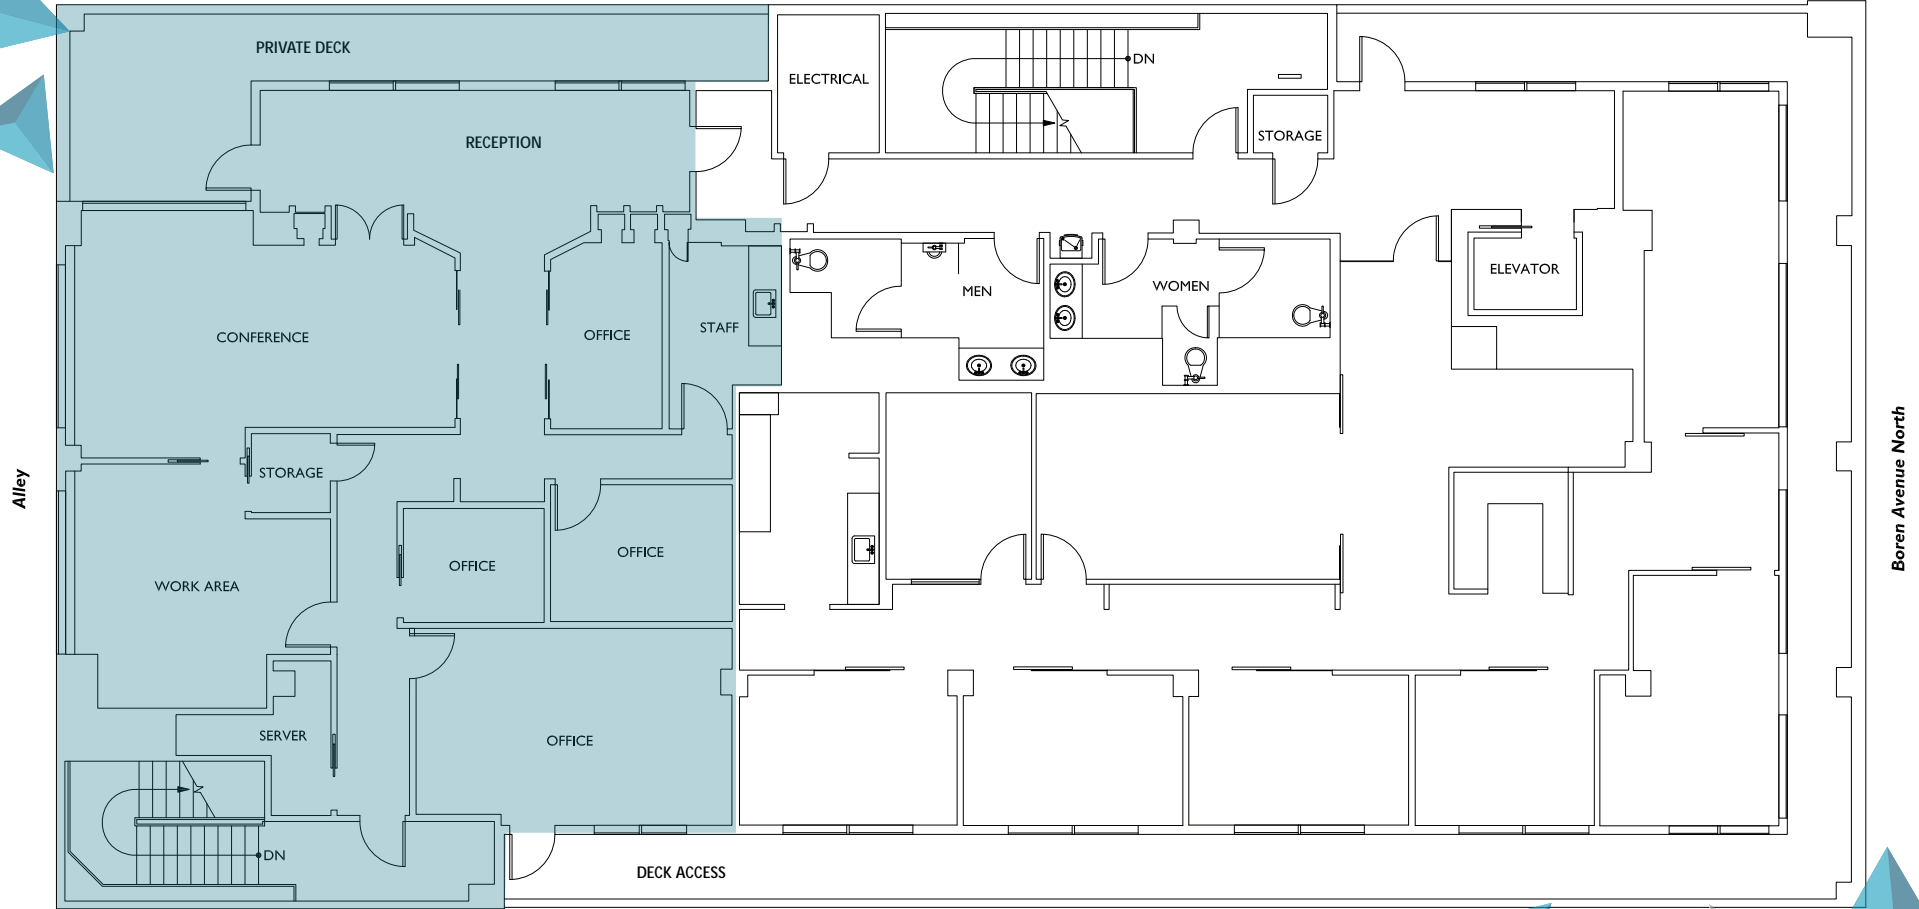 PRIVATE DECK
ELECTRICAL
DN
RECEPTION
STORAGE
ELEVATOR
MEN
WOMEN
CONFERENCE
OFFICE
STAFF
Alley
STORAGE
Boren Avenue North
OFFICE
OFFICE
WORK AREA
SERVER
OFFICE
DN
DECK ACCESS